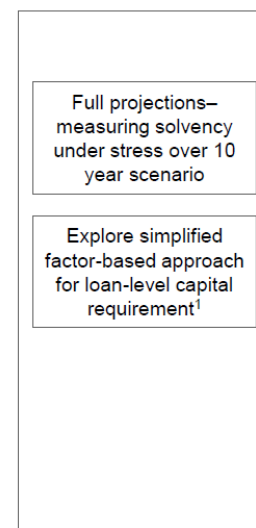 Full projections–
measuring solvency
under stress over 10
year scenario
Explore simplified
factor-based approach
for loan-level capital
requirement¹